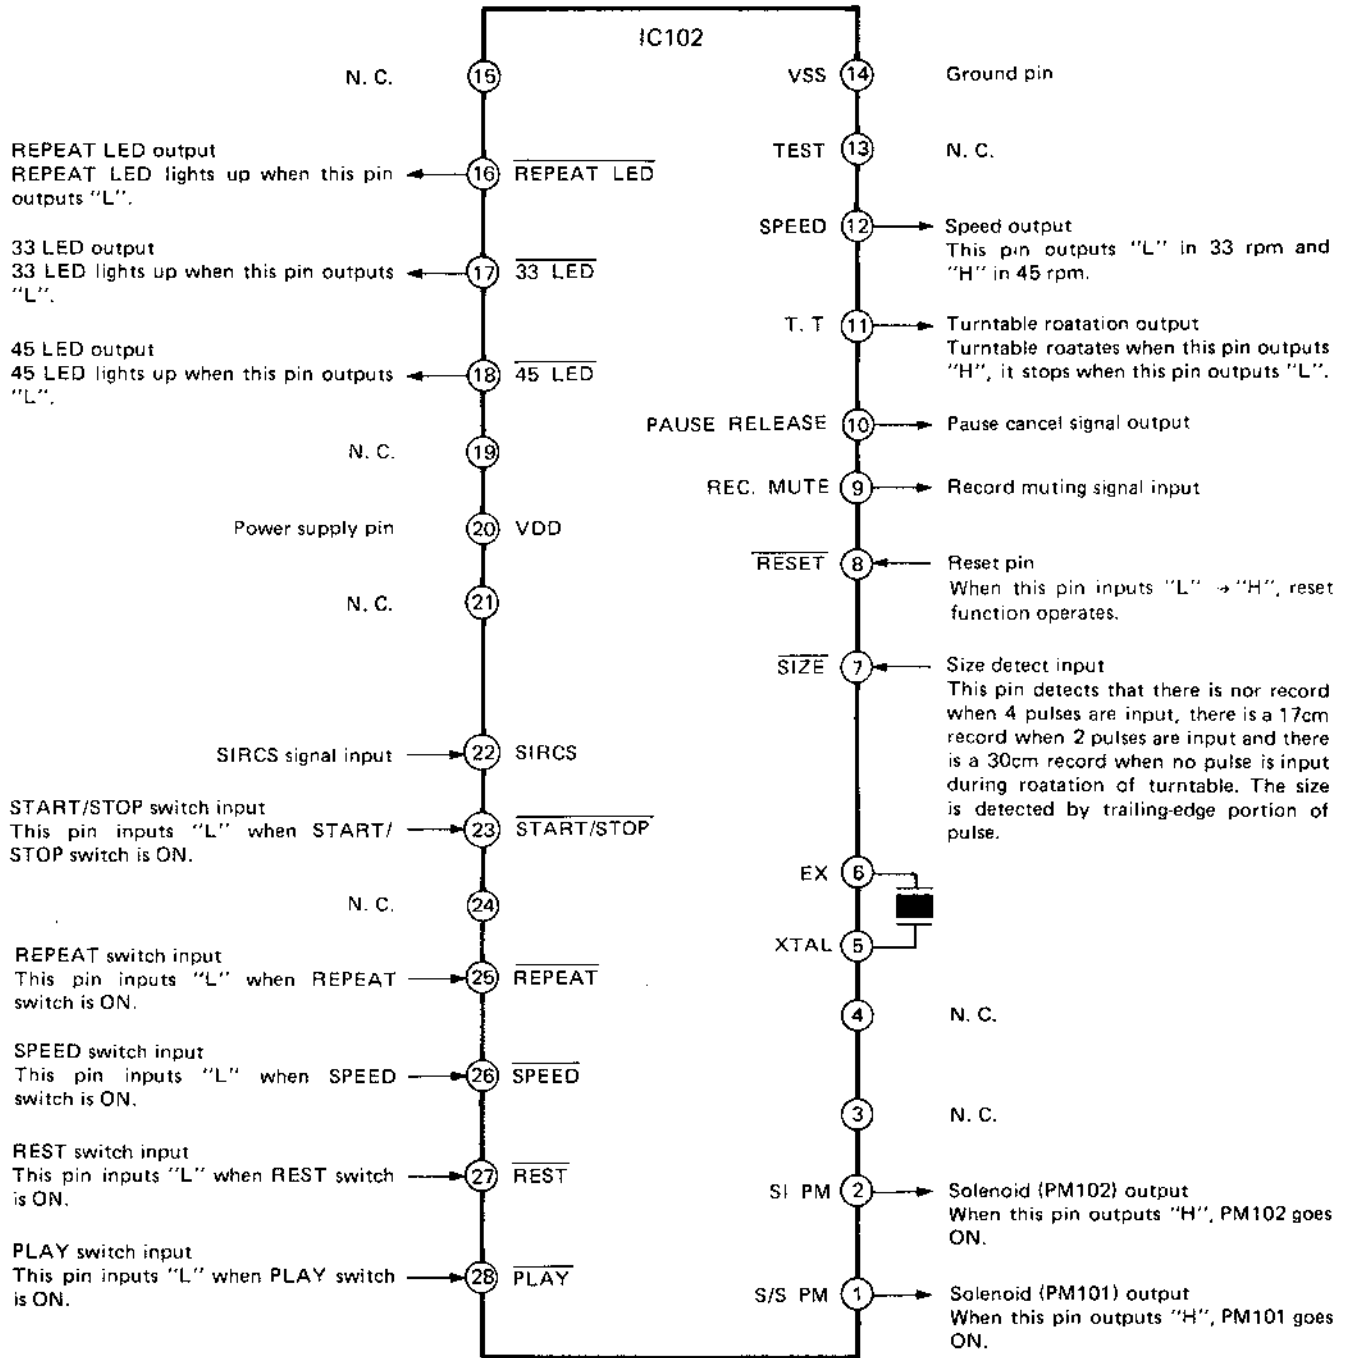 IC102
N. C. 15
REPEAT LED output
REPEAT LED lights up when this pin
outputs "L".
16 REPEAT LED
33 LED output
33 LED lights up when this pin outputs
"L".
17 33 LED
45 LED output
45 LED lights up when this pin outputs
"L".
18 45 LED
N. C. 19
Power supply pin 20 VDD
N. C. 21
SIRCS signal input 22 SIRCS
START/STOP switch input
This pin inputs "L" when START/
STOP switch is ON.
23 START/STOP
N. C. 24
REPEAT switch input
This pin inputs "L" when REPEAT
switch is ON.
25 REPEAT
SPEED switch input
This pin inputs "L" when SPEED
switch is ON.
26 SPEED
REST switch input
This pin inputs "L" when REST switch
is ON.
27 REST
PLAY switch input
This pin inputs "L" when PLAY switch
is ON.
28 PLAY
VSS 14 Ground pin
TEST 13 N. C.
SPEED 12 Speed output
This pin outputs "L" in 33 rpm and
"H" in 45 rpm.
T. T 11 Turntable roatation output
Turntable roatates when this pin outputs
"H", it stops when this pin outputs "L".
PAUSE RELEASE 10 Pause cancel signal output
REC. MUTE 9 Record muting signal input
RESET 8 Reset pin
When this pin inputs "L" → "H", reset
function operates.
SIZE 7 Size detect input
This pin detects that there is nor record
when 4 pulses are input, there is a 17cm
record when 2 pulses are input and there
is a 30cm record when no pulse is input
during roatation of turntable. The size
is detected by trailing-edge portion of
pulse.
EX 6
XTAL 5
4 N. C.
3 N. C.
SI PM 2 Solenoid (PM102) output
When this pin outputs "H", PM102 goes
ON.
S/S PM 1 Solenoid (PM101) output
When this pin outputs "H", PM101 goes
ON.